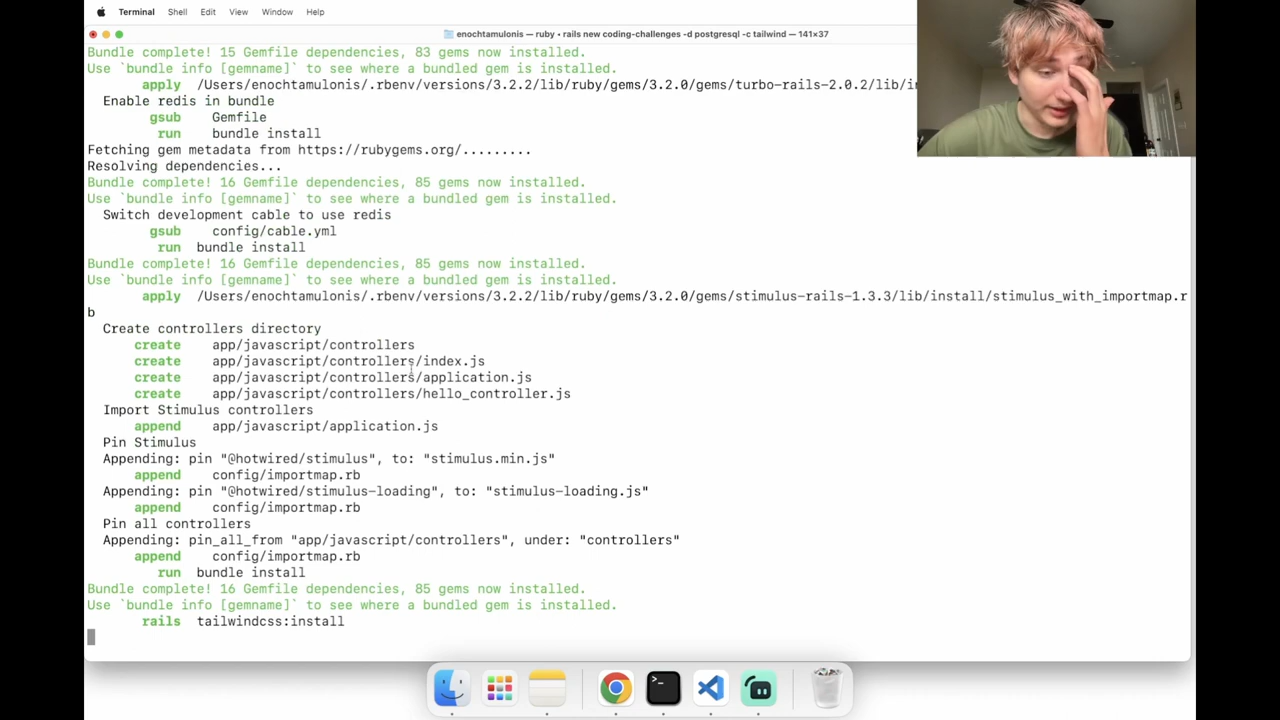 Terminal Shell Edit View Window Help
enochtamulonis — ruby • rails new coding-challenges -d postgresql -c tailwind — 141×37
Bundle complete! 15 Gemfile dependencies, 83 gems now installed.
Use `bundle info [gemname]` to see where a bundled gem is installed.
apply /Users/enochtamulonis/.rbenv/versions/3.2.2/lib/ruby/gems/3.2.0/gems/turbo-rails-2.0.2/lib/in
Enable redis in bundle
gsub Gemfile
run bundle install
Fetching gem metadata from https://rubygems.org/.........
Resolving dependencies...
Bundle complete! 16 Gemfile dependencies, 85 gems now installed.
Use `bundle info [gemname]` to see where a bundled gem is installed.
Switch development cable to use redis
gsub config/cable.yml
run bundle install
Bundle complete! 16 Gemfile dependencies, 85 gems now installed.
Use `bundle info [gemname]` to see where a bundled gem is installed.
apply /Users/enochtamulonis/.rbenv/versions/3.2.2/lib/ruby/gems/3.2.0/gems/stimulus-rails-1.3.3/lib/install/stimulus_with_importmap.r
b
Create controllers directory
create app/javascript/controllers
create app/javascript/controllers/index.js
create app/javascript/controllers/application.js
create app/javascript/controllers/hello_controller.js
Import Stimulus controllers
append app/javascript/application.js
Pin Stimulus
Appending: pin "@hotwired/stimulus", to: "stimulus.min.js"
append config/importmap.rb
Appending: pin "@hotwired/stimulus-loading", to: "stimulus-loading.js"
append config/importmap.rb
Pin all controllers
Appending: pin_all_from "app/javascript/controllers", under: "controllers"
append config/importmap.rb
run bundle install
Bundle complete! 16 Gemfile dependencies, 85 gems now installed.
Use `bundle info [gemname]` to see where a bundled gem is installed.
rails tailwindcss:install